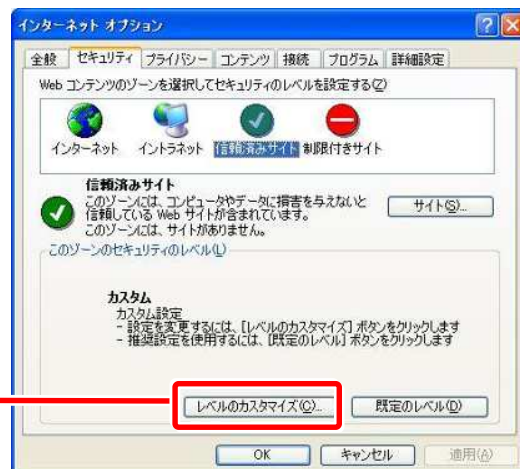 インターネット オプション
全般 セキュリティ プライバシー コンテンツ 接続 プログラム 詳細設定
Web コンテンツのゾーンを選択してセキュリティのレベルを設定する(Z)
インターネット イントラネット 信頼済みサイト 制限付きサイト
信頼済みサイト
このゾーンには、コンピュータやデータに損害を与えないと
信頼している Web サイトが含まれています。
このゾーンには、サイトがありません。
サイト(S)...
このゾーンのセキュリティのレベル(L)
カスタム
カスタム設定
- 設定を変更するには、[レベルのカスタマイズ] ボタンをクリックします
- 推奨設定を使用するには、[既定のレベル] ボタンをクリックします
レベルのカスタマイズ(C)... 既定のレベル(D)
OK キャンセル 適用(A)